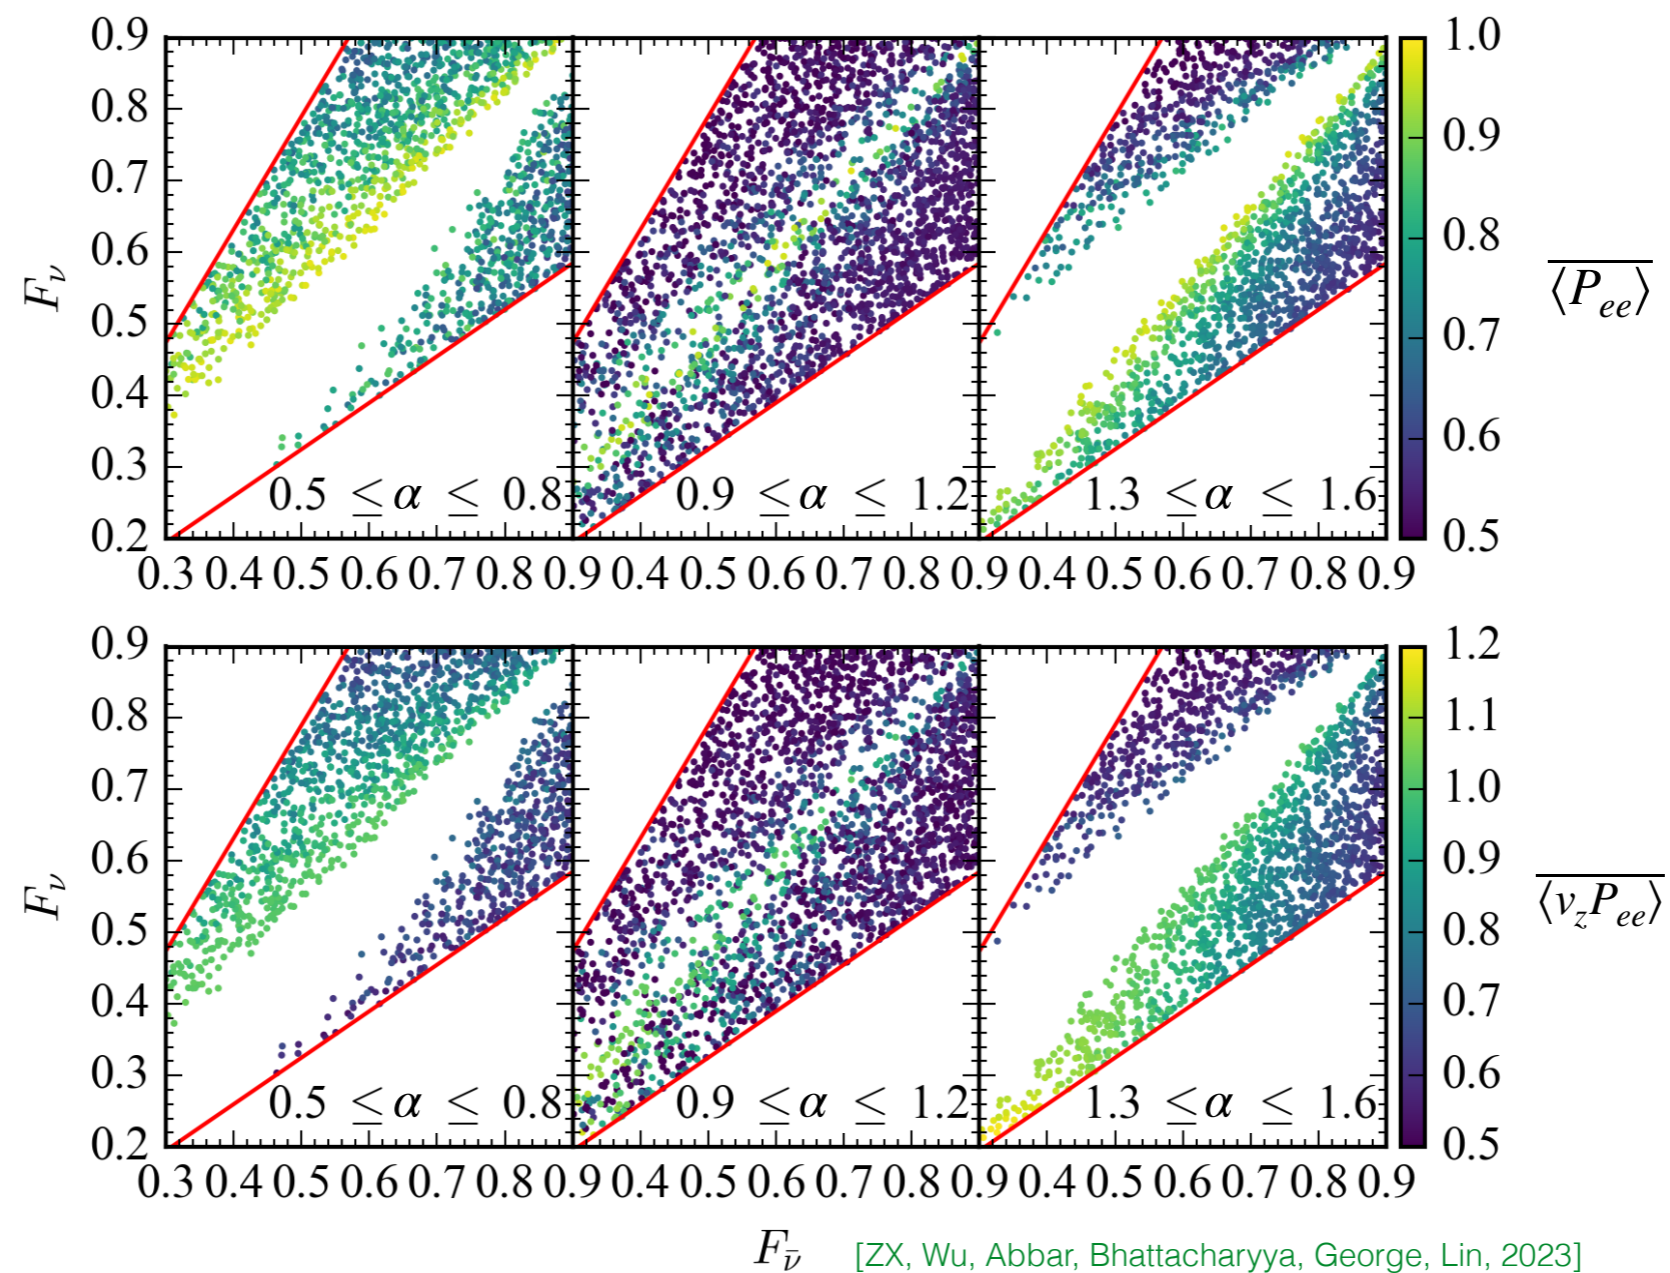 0.9
0.8
0.7
0.6
0.5
0.4
0.3
0.2
F_ν
0.5 ≤ α ≤ 0.8
0.9 ≤ α ≤ 1.2
1.3 ≤ α ≤ 1.6
0.3 0.4 0.5 0.6 0.7 0.8 0.9 0.4 0.5 0.6 0.7 0.8 0.9 0.4 0.5 0.6 0.7 0.8 0.9
1.0
0.9
0.8
0.7
0.6
0.5
\overline{⟨P_{ee}⟩}
0.9
0.8
0.7
0.6
0.5
0.4
0.3
0.2
F_ν
0.5 ≤ α ≤ 0.8
0.9 ≤ α ≤ 1.2
1.3 ≤ α ≤ 1.6
0.3 0.4 0.5 0.6 0.7 0.8 0.9 0.4 0.5 0.6 0.7 0.8 0.9 0.4 0.5 0.6 0.7 0.8 0.9
1.2
1.1
1.0
0.9
0.8
0.7
0.6
0.5
\overline{⟨v_z P_{ee}⟩}
F_{\bar{ν}}
[ZX, Wu, Abbar, Bhattacharyya, George, Lin, 2023]